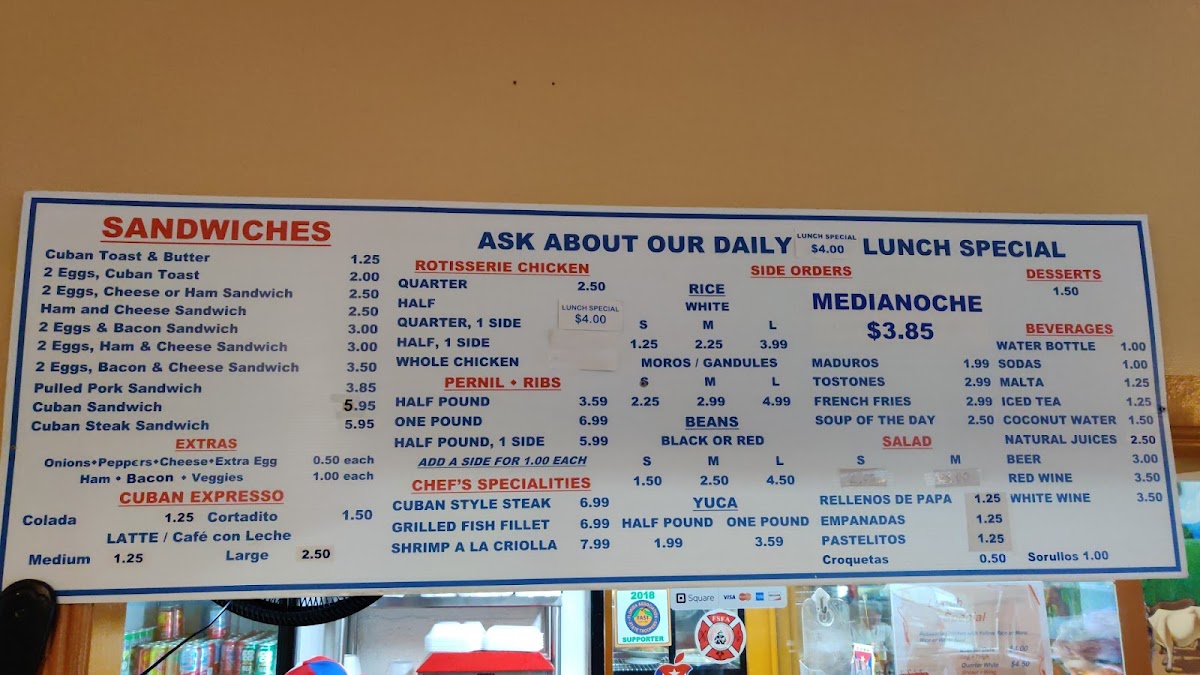 SANDWICHES
Cuban Toast & Butter 1.25
2 Eggs, Cuban Toast 2.00
2 Eggs, Cheese or Ham Sandwich 2.50
Ham and Cheese Sandwich 2.50
2 Eggs & Bacon Sandwich 3.00
2 Eggs, Ham & Cheese Sandwich 3.00
2 Eggs, Bacon & Cheese Sandwich 3.50
Pulled Pork Sandwich 3.85
Cuban Sandwich 5.95
Cuban Steak Sandwich 5.95
EXTRAS
Onions•Peppers•Cheese•Extra Egg 0.50 each
Ham • Bacon • Veggies 1.00 each
CUBAN EXPRESSO
Colada 1.25 Cortadito 1.50
LATTE / Café con Leche
Medium 1.25 Large 2.50
ASK ABOUT OUR DAILY LUNCH SPECIAL
LUNCH SPECIAL
$4.00
ROTISSERIE CHICKEN
QUARTER 2.50
HALF
QUARTER, 1 SIDE
HALF, 1 SIDE
WHOLE CHICKEN
LUNCH SPECIAL
$4.00
PERNIL • RIBS
HALF POUND 3.59
ONE POUND 6.99
HALF POUND, 1 SIDE 5.99
ADD A SIDE FOR 1.00 EACH
CHEF'S SPECIALITIES
CUBAN STYLE STEAK 6.99
GRILLED FISH FILLET 6.99
SHRIMP A LA CRIOLLA 7.99
SIDE ORDERS
RICE
WHITE
S M L
1.25 2.25 3.99
MOROS / GANDULES
S M L
2.25 2.99 4.99
BEANS
BLACK OR RED
S M L
1.50 2.50 4.50
YUCA
HALF POUND ONE POUND
1.99 3.59
MEDIANOCHE
$3.85
MADUROS 1.99
TOSTONES 2.99
FRENCH FRIES 2.99
SOUP OF THE DAY 2.50
SALAD
S M
RELLENOS DE PAPA 1.25
EMPANADAS 1.25
PASTELITOS 1.25
Croquetas 0.50 Sorullos 1.00
DESSERTS
1.50
BEVERAGES
WATER BOTTLE 1.00
SODAS 1.00
MALTA 1.25
ICED TEA 1.25
COCONUT WATER 1.50
NATURAL JUICES 2.50
BEER 3.00
RED WINE 3.50
WHITE WINE 3.50
2018
SUPPORTER
Square VISA
FSFA
Quarter White $4.50